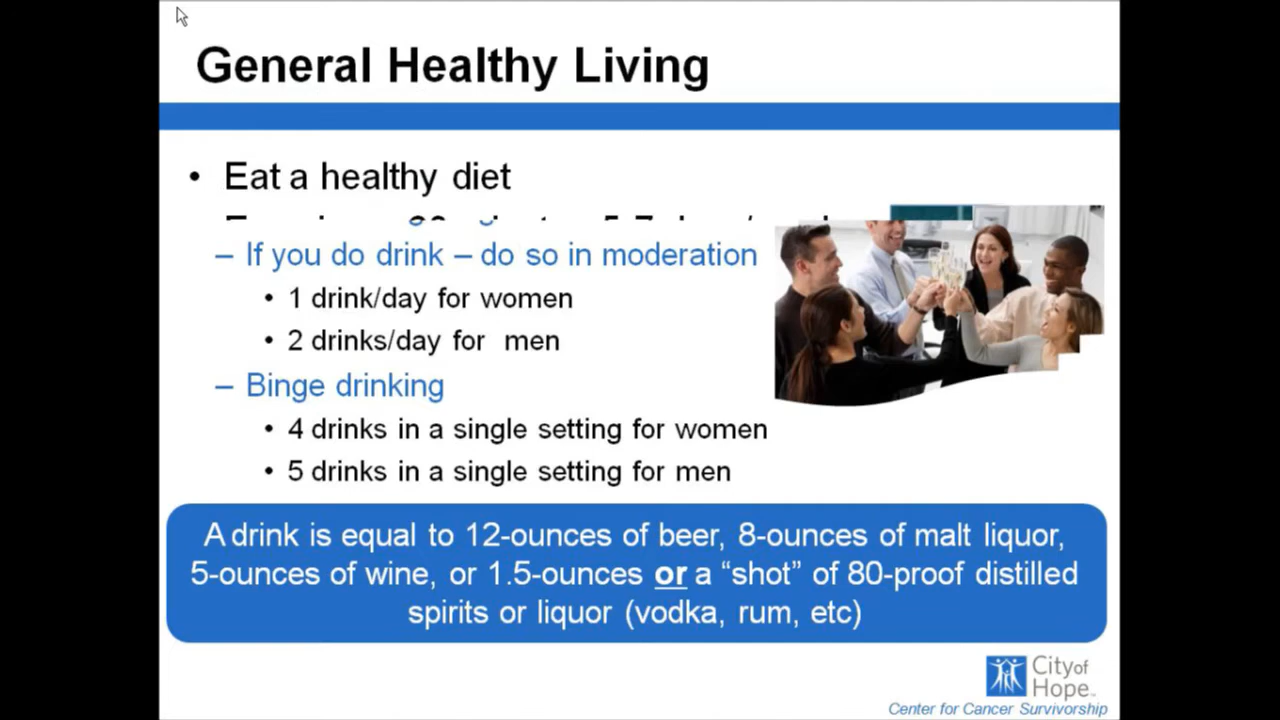 General Healthy Living
• Eat a healthy diet
– If you do drink – do so in moderation
• 1 drink/day for women
• 2 drinks/day for men
– Binge drinking
• 4 drinks in a single setting for women
• 5 drinks in a single setting for men
A drink is equal to 12-ounces of beer, 8-ounces of malt liquor,
5-ounces of wine, or 1.5-ounces or a “shot” of 80-proof distilled
spirits or liquor (vodka, rum, etc)
City of
Hope™
Center for Cancer Survivorship